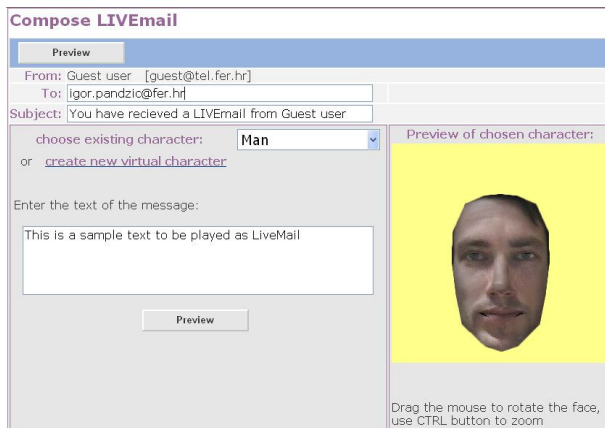 Compose LIVEmail
Preview
From: Guest user [guest@tel.fer.hr]
To: igor.pandzic@fer.hr
Subject: You have recieved a LIVEmail from Guest user
choose existing character: Man
or create new virtual character
Enter the text of the message:
This is a sample text to be played as LiveMail
Preview
Preview of chosen character:
Drag the mouse to rotate the face,
use CTRL button to zoom